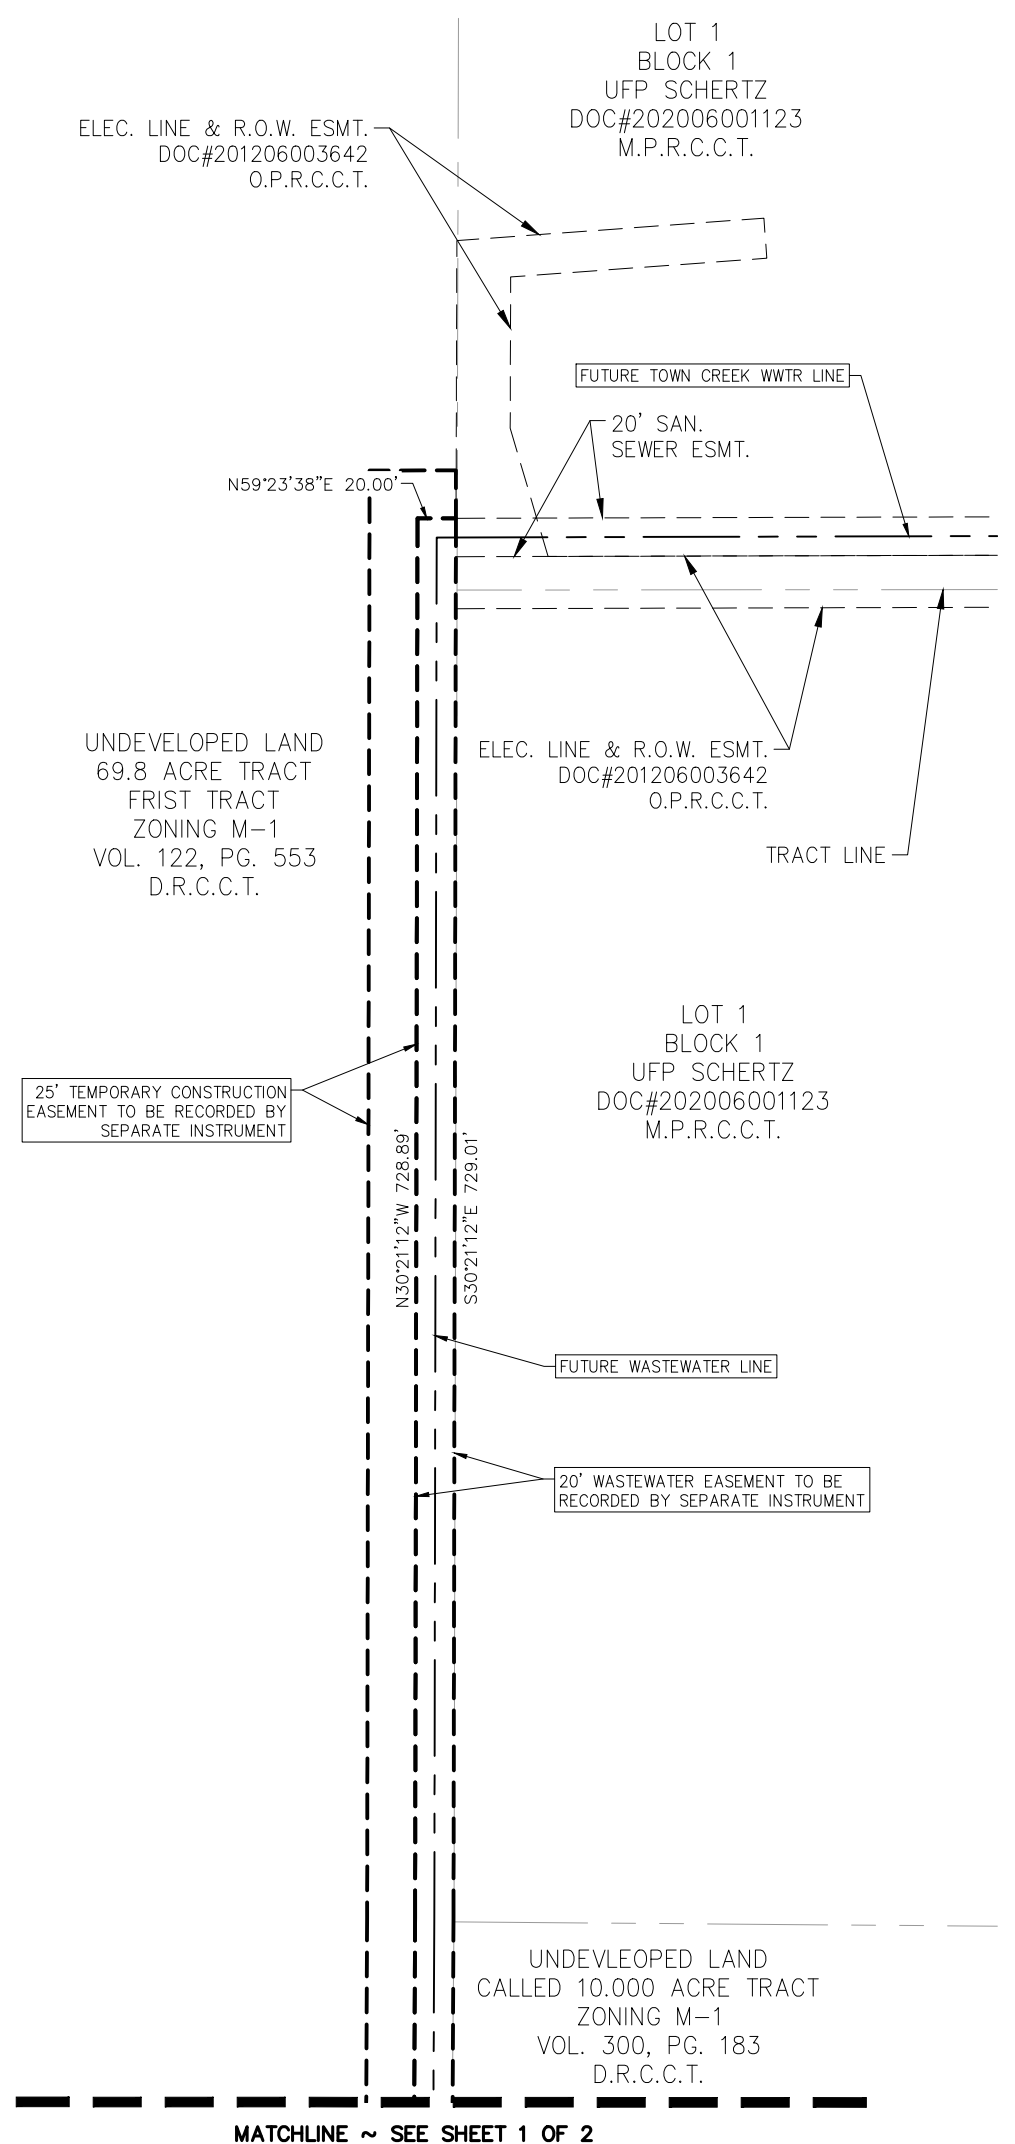 LOT 1
BLOCK 1
UFP SCHERTZ
DOC#202006001123
M.P.R.C.C.T.
ELEC. LINE & R.O.W. ESMT.
DOC#201206003642
O.P.R.C.C.T.
FUTURE TOWN CREEK WWTR LINE
20' SAN.
SEWER ESMT.
N59°23'38"E 20.00'
UNDEVELOPED LAND
69.8 ACRE TRACT
FRIST TRACT
ZONING M-1
VOL. 122, PG. 553
D.R.C.C.T.
ELEC. LINE & R.O.W. ESMT.
DOC#201206003642
O.P.R.C.C.T.
TRACT LINE
LOT 1
BLOCK 1
UFP SCHERTZ
DOC#202006001123
M.P.R.C.C.T.
25' TEMPORARY CONSTRUCTION
EASEMENT TO BE RECORDED BY
SEPARATE INSTRUMENT
N30°21'12"W 728.89'
S30°21'12"E 729.01'
FUTURE WASTEWATER LINE
20' WASTEWATER EASEMENT TO BE
RECORDED BY SEPARATE INSTRUMENT
UNDEVLEOPED LAND
CALLED 10.000 ACRE TRACT
ZONING M-1
VOL. 300, PG. 183
D.R.C.C.T.
MATCHLINE ~ SEE SHEET 1 OF 2